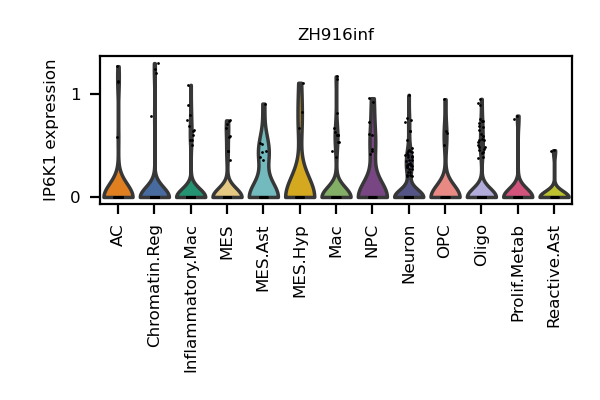 ZH916inf
IP6K1 expression
1
0
AC
Chromatin.Reg
Inflammatory.Mac
MES
MES.Ast
MES.Hyp
Mac
NPC
Neuron
OPC
Oligo
Prolif.Metab
Reactive.Ast